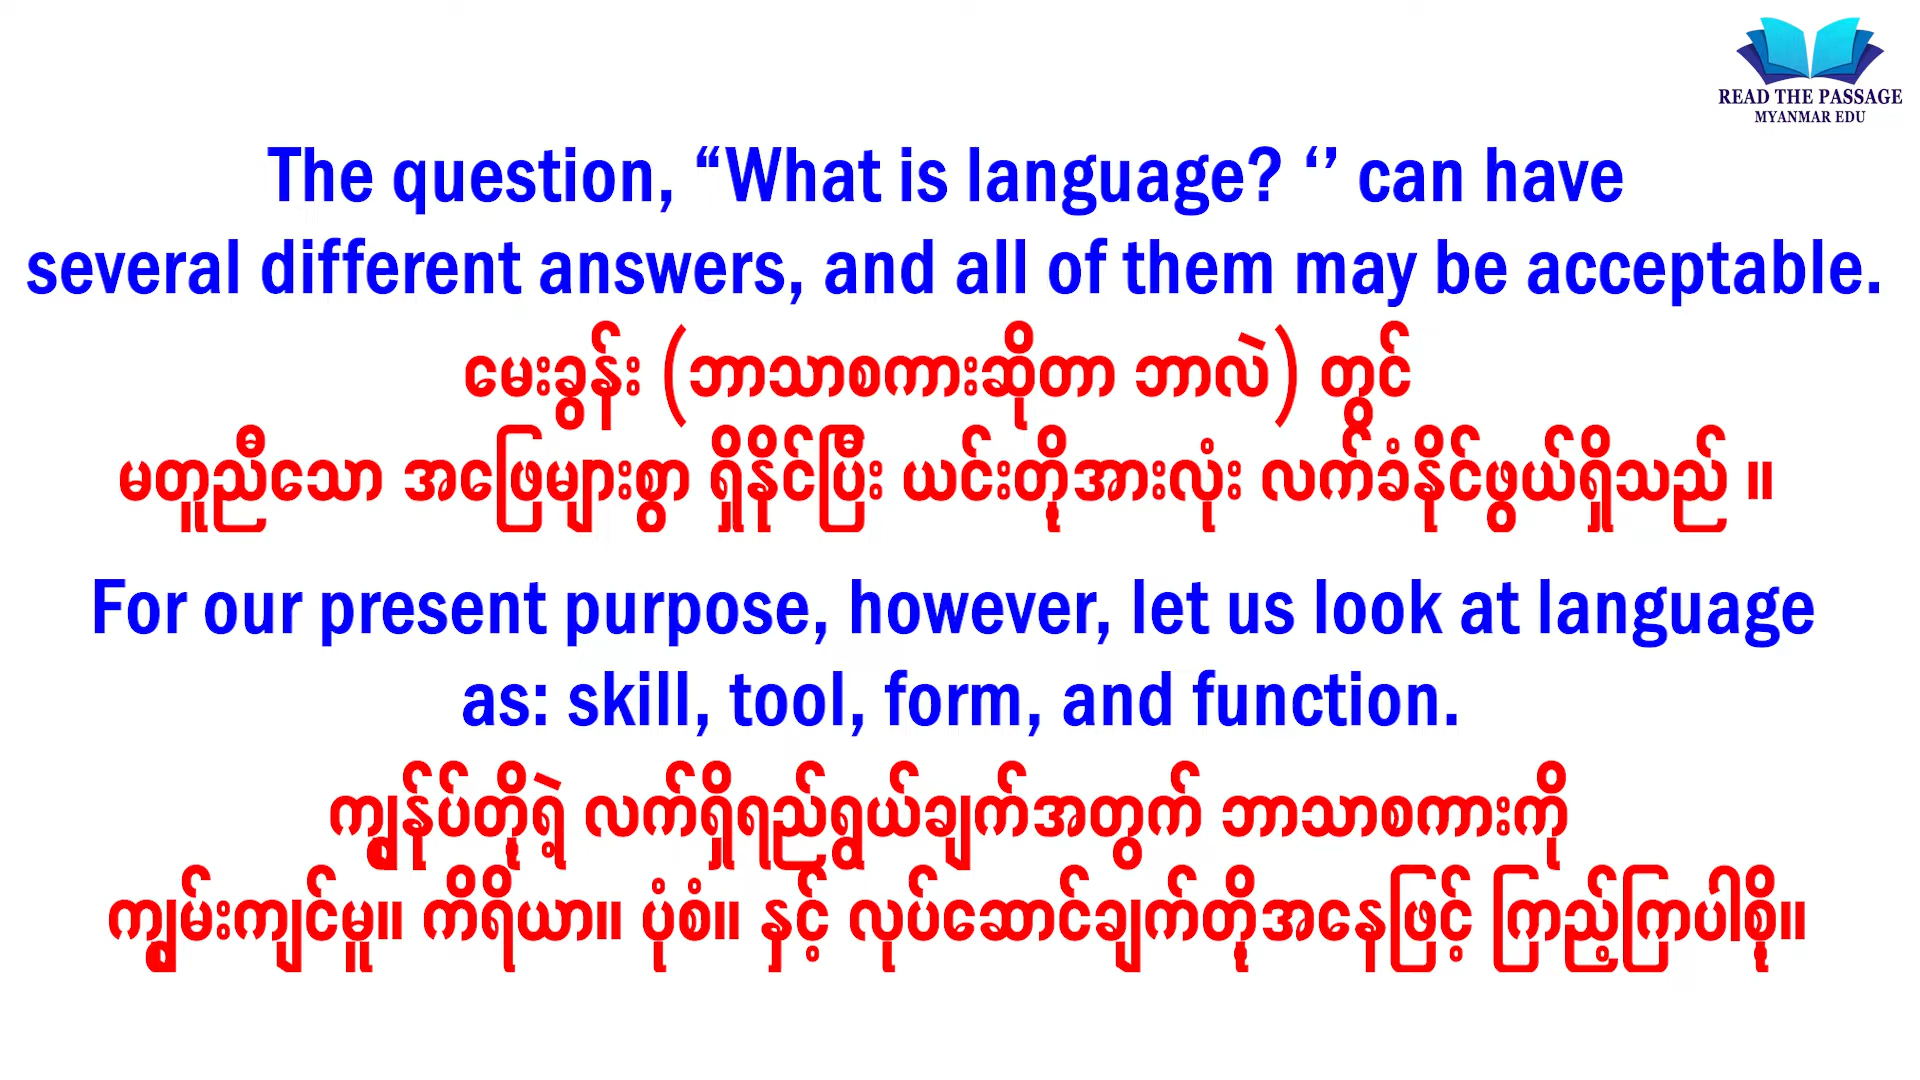 READ THE PASSAGE
MYANMAR EDU
The question, “What is language? ‘’ can have
several different answers, and all of them may be acceptable.
မေးခွန်း (ဘာသာစကားဆိုတာ ဘာလဲ) တွင်
မတူညီသော အဖြေများစွာ ရှိနိုင်ပြီး ယင်းတို့အားလုံး လက်ခံနိုင်ဖွယ်ရှိသည် ။
For our present purpose, however, let us look at language
as: skill, tool, form, and function.
ကျွန်ုပ်တို့ရဲ့ လက်ရှိရည်ရွယ်ချက်အတွက် ဘာသာစကားကို
ကျွမ်းကျင်မူ။ ကိရိယာ။ ပုံစံ။ နှင့် လုပ်ဆောင်ချက်တို့အနေဖြင့် ကြည့်ကြပါစို့။